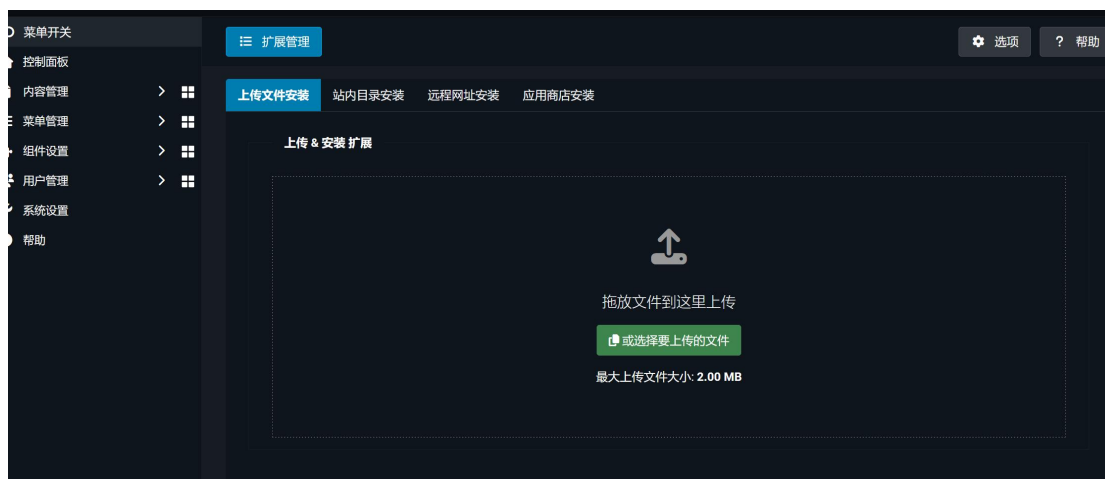 菜单开关
控制面板
内容管理
菜单管理
组件设置
用户管理
系统设置
帮助
扩展管理
选项
? 帮助
上传文件安装 站内目录安装 远程网址安装 应用商店安装
上传 & 安装 扩展
拖放文件到这里上传
或选择要上传的文件
最大上传文件大小: 2.00 MB